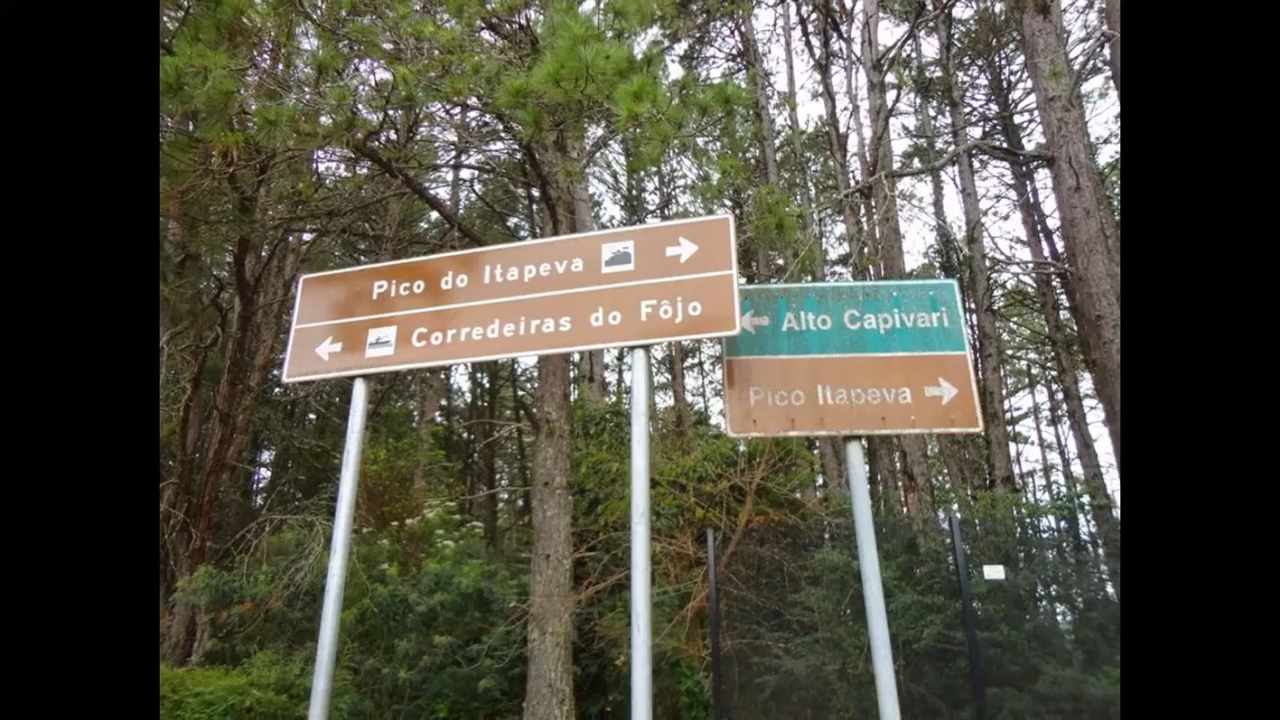 Pico do Itapeva
Corredeiras do Fôjo
Alto Capivari
Pico Itapeva